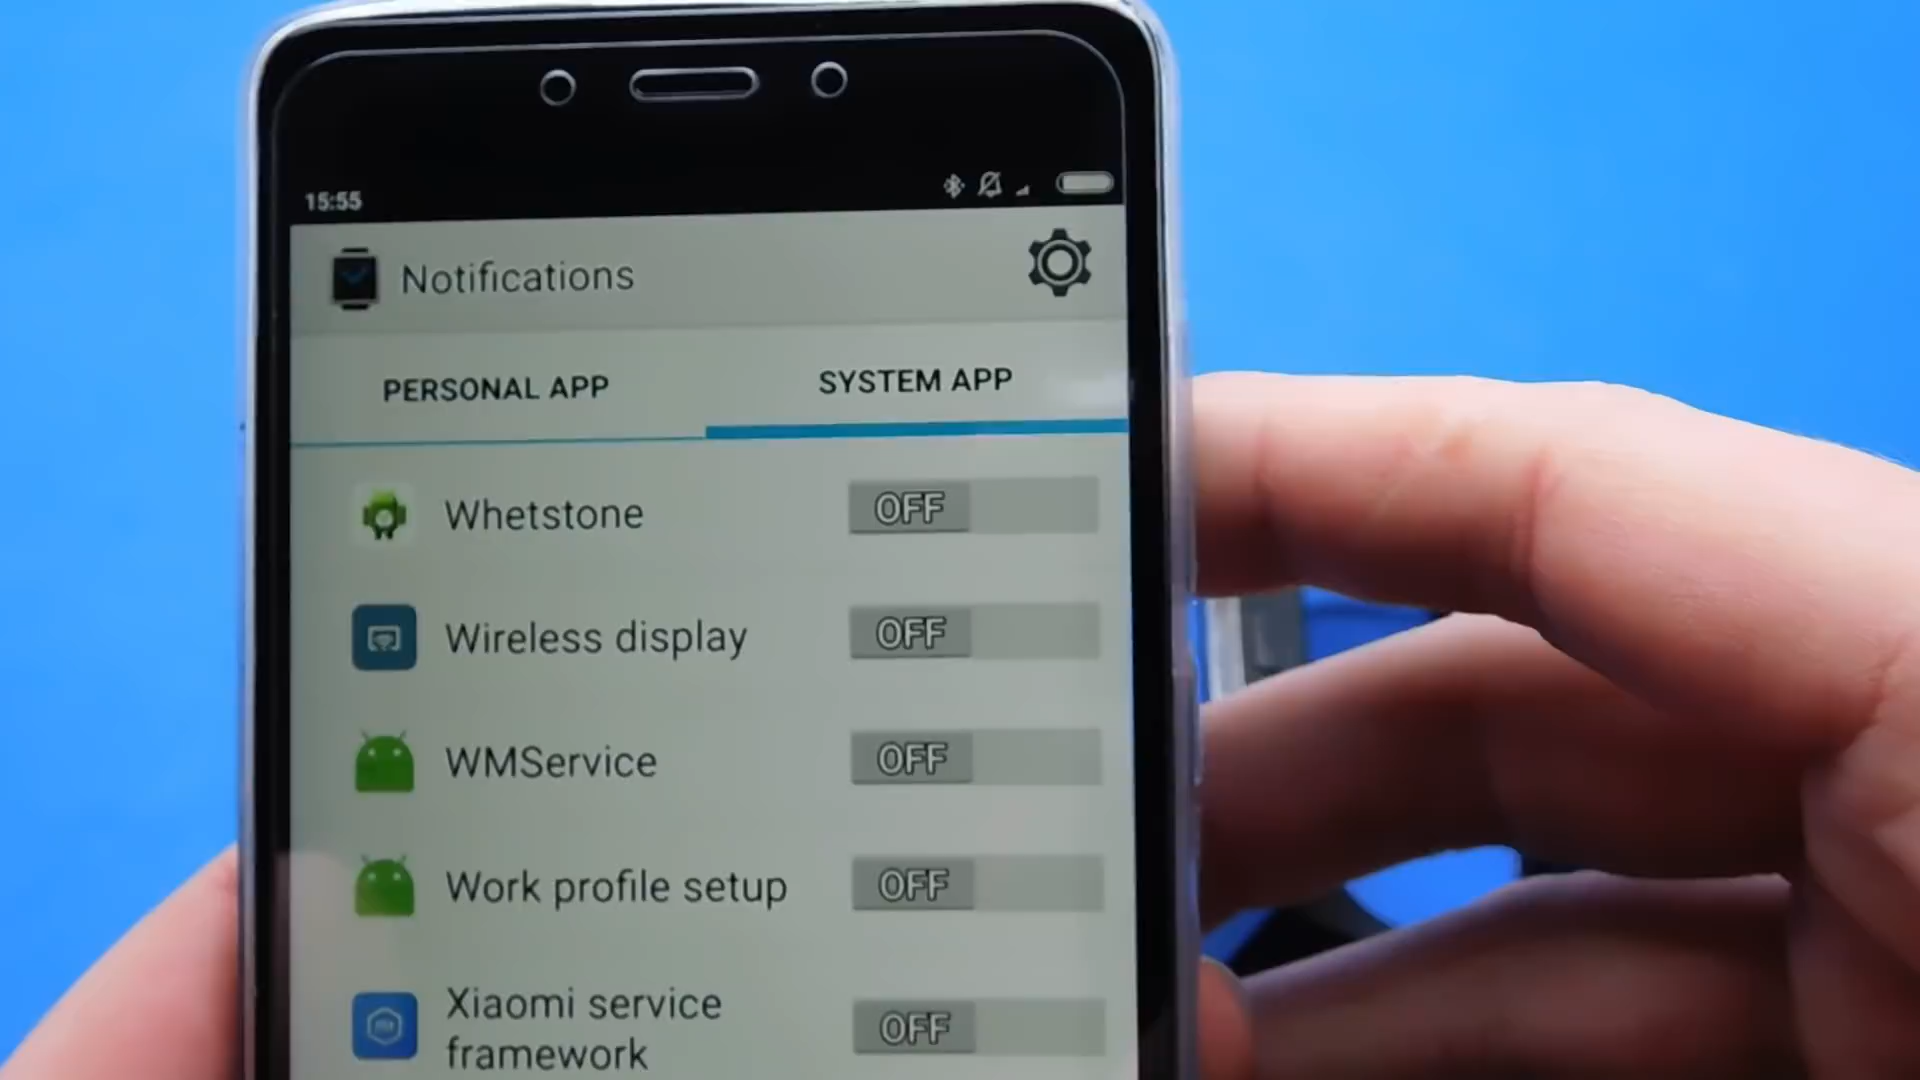 15:55
Notifications
PERSONAL APP
SYSTEM APP
Whetstone
OFF
Wireless display
OFF
WMService
OFF
Work profile setup
OFF
Xiaomi service
framework
OFF